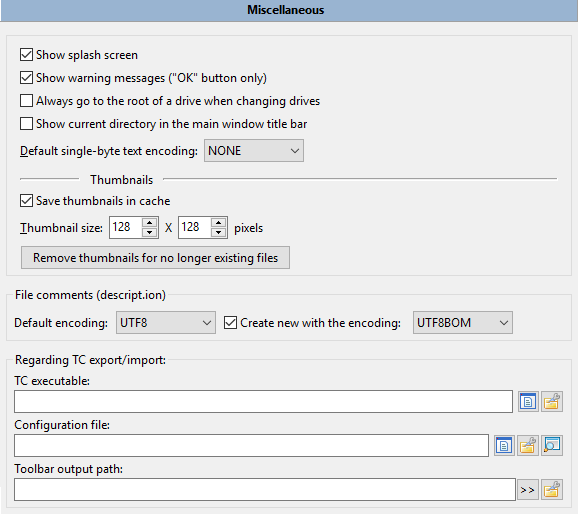 Miscellaneous
Show splash screen
Show warning messages ("OK" button only)
Always go to the root of a drive when changing drives
Show current directory in the main window title bar
Default single-byte text encoding: NONE
Thumbnails
Save thumbnails in cache
Thumbnail size: 128 X 128 pixels
Remove thumbnails for no longer existing files
File comments (descript.ion)
Default encoding: UTF8 Create new with the encoding: UTF8BOM
Regarding TC export/import:
TC executable:
Configuration file:
Toolbar output path:
>>